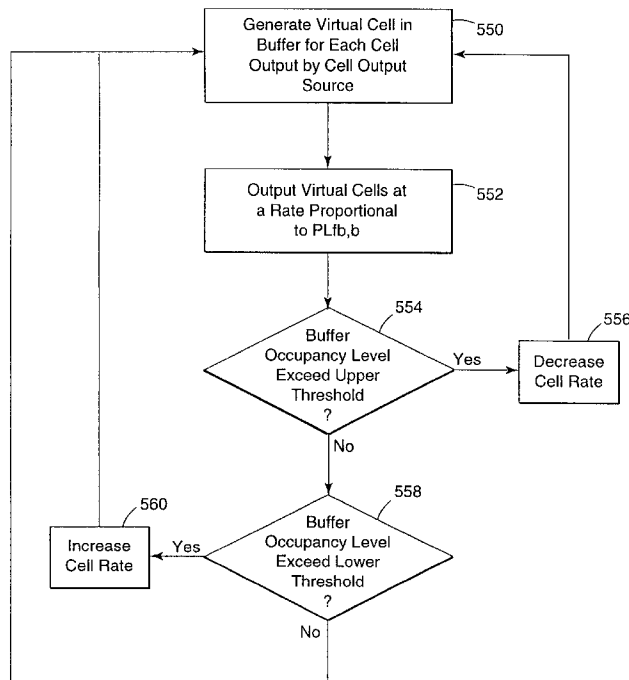 Generate Virtual Cell in
Buffer for Each Cell
Output by Cell Output
Source
550
Output Virtual Cells at
a Rate Proportional
to PLfb,b
552
554
Buffer
Occupancy Level
Exceed Upper
Threshold
?
Yes
556
Decrease
Cell Rate
No
558
560
Buffer
Occupancy Level
Exceed Lower
Threshold
?
Yes
Increase
Cell Rate
No